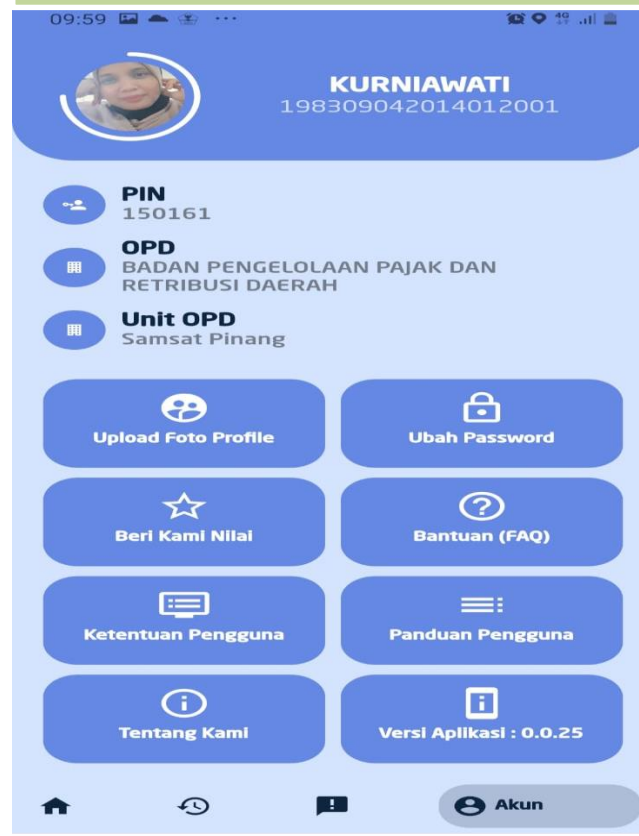 09:59
4G
KURNIAWATI
198309042014012001
PIN
150161
OPD
BADAN PENGELOLAAN PAJAK DAN
RETRIBUSI DAERAH
Unit OPD
Samsat Pinang
Upload Foto Profile
Ubah Password
Beri Kami Nilai
Bantuan (FAQ)
Ketentuan Pengguna
Panduan Pengguna
Tentang Kami
Versi Aplikasi : 0.0.25
Akun